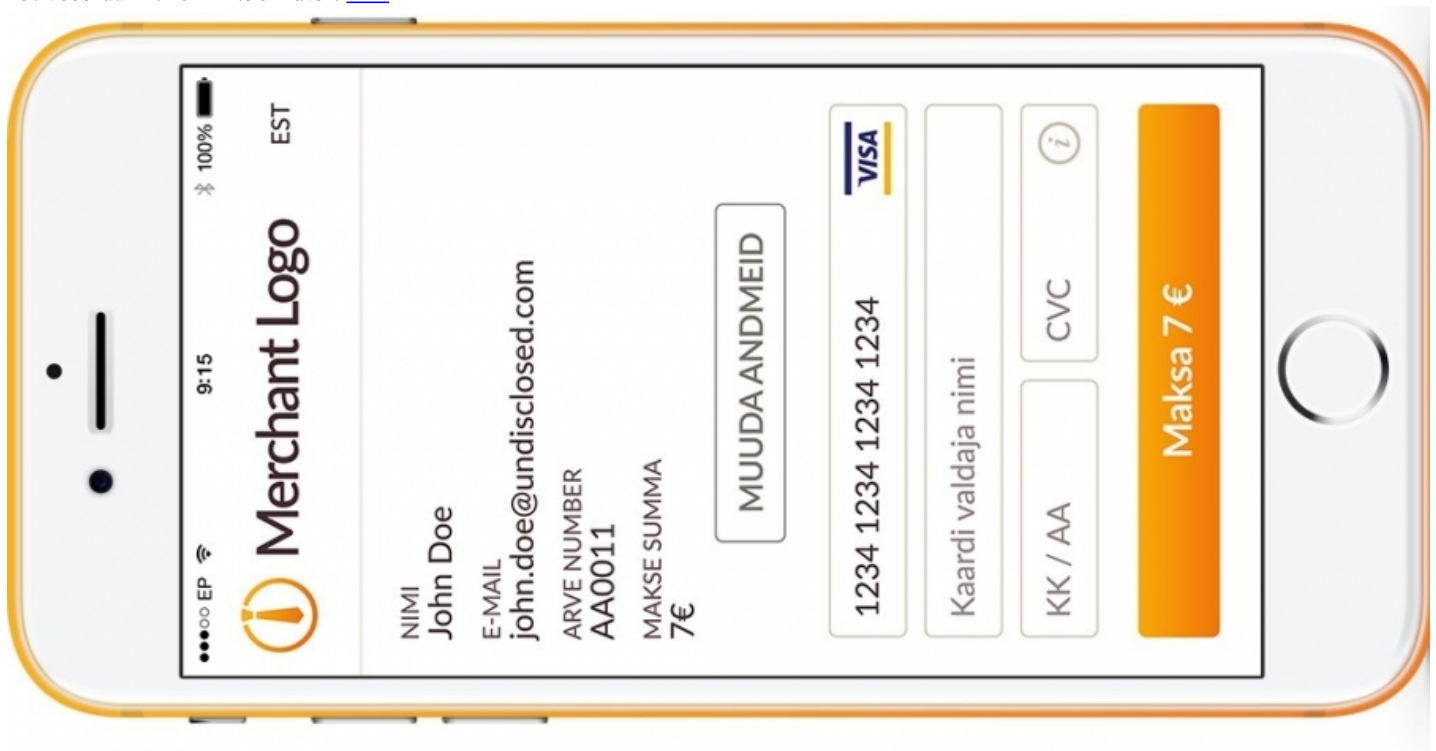 ●●●○○ EP 9:15 100%
Merchant Logo EST
NIMI
John Doe
E-MAIL
john.doe@undisclosed.com
ARVE NUMBER
AA0011
MAKSE SUMMA
7€
MUUDA ANDMEID
1234 1234 1234 1234 VISA
Kaardi valdaja nimi
KK / AA CVC i
Maksa 7 €